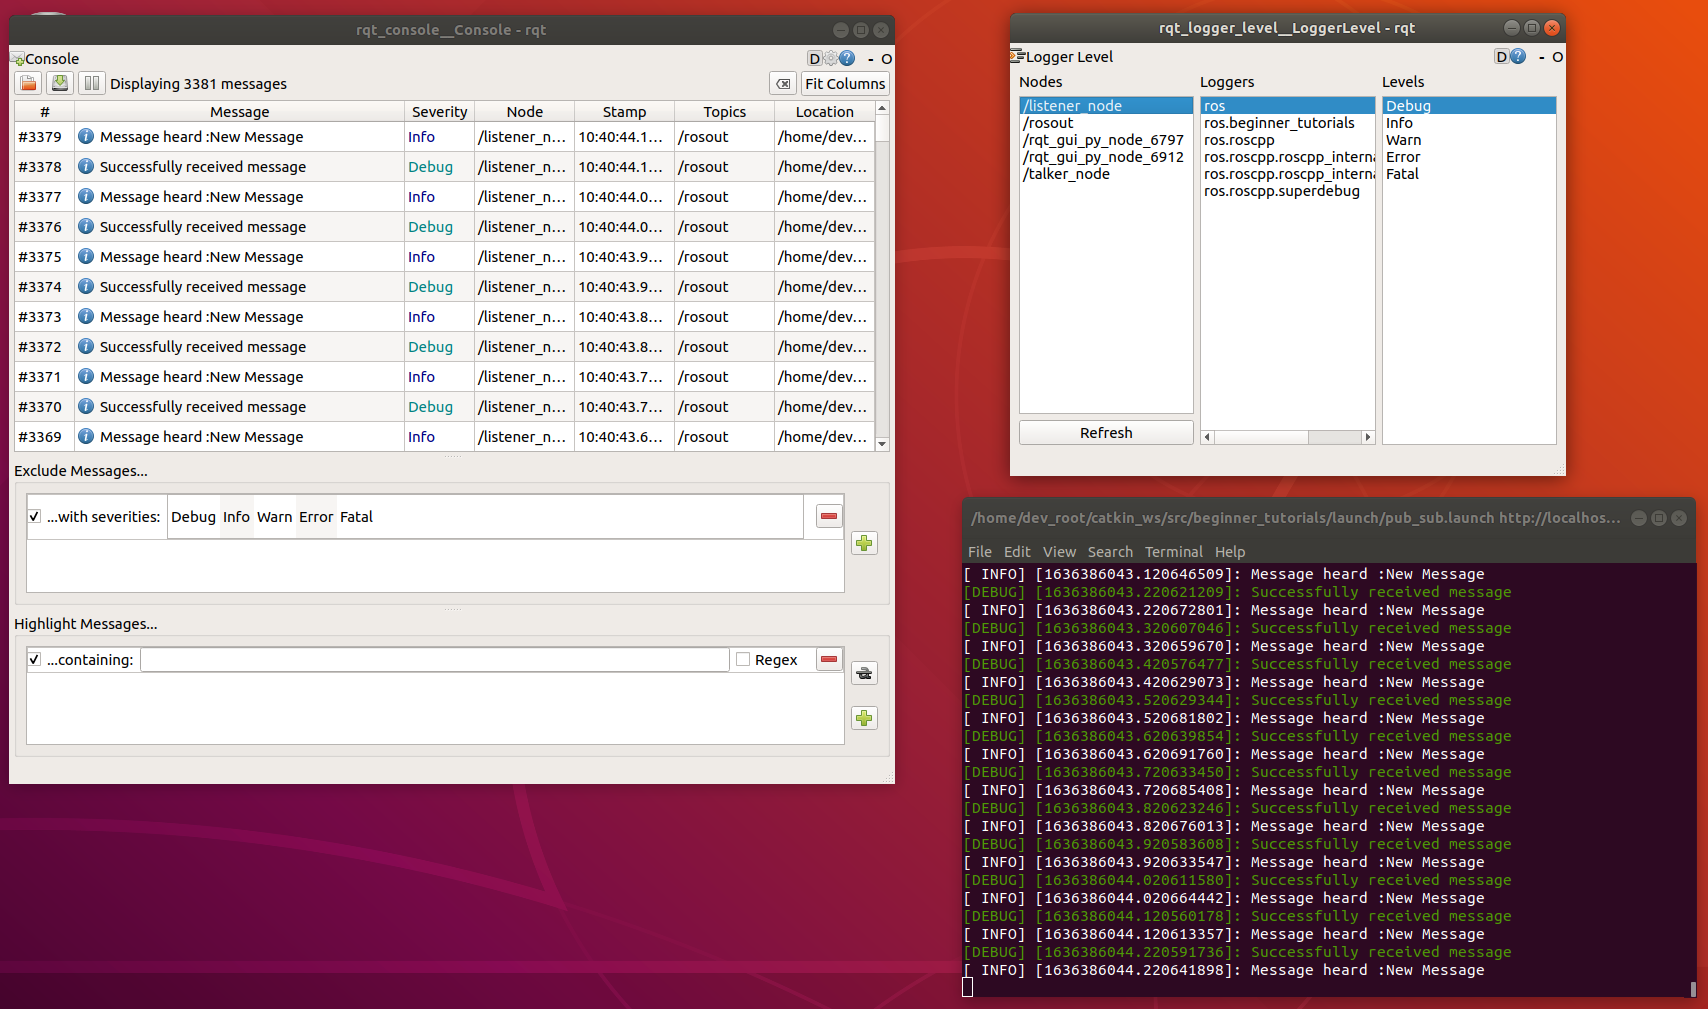 rqt_console__Console - rqt
Console
D
- O
Displaying 3381 messages
Fit Columns
# Message Severity Node Stamp Topics Location
#3379 Message heard :New Message Info /listener_n... 10:40:44.1... /rosout /home/dev...
#3378 Successfully received message Debug /listener_n... 10:40:44.1... /rosout /home/dev...
#3377 Message heard :New Message Info /listener_n... 10:40:44.0... /rosout /home/dev...
#3376 Successfully received message Debug /listener_n... 10:40:44.0... /rosout /home/dev...
#3375 Message heard :New Message Info /listener_n... 10:40:43.9... /rosout /home/dev...
#3374 Successfully received message Debug /listener_n... 10:40:43.9... /rosout /home/dev...
#3373 Message heard :New Message Info /listener_n... 10:40:43.8... /rosout /home/dev...
#3372 Successfully received message Debug /listener_n... 10:40:43.8... /rosout /home/dev...
#3371 Message heard :New Message Info /listener_n... 10:40:43.7... /rosout /home/dev...
#3370 Successfully received message Debug /listener_n... 10:40:43.7... /rosout /home/dev...
#3369 Message heard :New Message Info /listener_n... 10:40:43.6... /rosout /home/dev...
Exclude Messages...
...with severities: Debug Info Warn Error Fatal
Highlight Messages...
...containing: Regex
rqt_logger_level__LoggerLevel - rqt
Logger Level
D ?
- O
Nodes
/listener_node
/rosout
/rqt_gui_py_node_6797
/rqt_gui_py_node_6912
/talker_node
Refresh
Loggers
ros
ros.beginner_tutorials
ros.roscpp
ros.roscpp.roscpp_interna
ros.roscpp.roscpp_interna
ros.roscpp.superdebug
Levels
Debug
Info
Warn
Error
Fatal
/home/dev_root/catkin_ws/src/beginner_tutorials/launch/pub_sub.launch http://localhos...
File Edit View Search Terminal Help
[ INFO] [1636386043.120646509]: Message heard :New Message
[DEBUG] [1636386043.220621209]: Successfully received message
[ INFO] [1636386043.220672801]: Message heard :New Message
[DEBUG] [1636386043.320607046]: Successfully received message
[ INFO] [1636386043.320659670]: Message heard :New Message
[DEBUG] [1636386043.420576477]: Successfully received message
[ INFO] [1636386043.420629073]: Message heard :New Message
[DEBUG] [1636386043.520629344]: Successfully received message
[ INFO] [1636386043.520681802]: Message heard :New Message
[DEBUG] [1636386043.620639854]: Successfully received message
[ INFO] [1636386043.620691760]: Message heard :New Message
[DEBUG] [1636386043.720633450]: Successfully received message
[ INFO] [1636386043.720685408]: Message heard :New Message
[DEBUG] [1636386043.820623246]: Successfully received message
[ INFO] [1636386043.820676013]: Message heard :New Message
[DEBUG] [1636386043.920583608]: Successfully received message
[ INFO] [1636386043.920633547]: Message heard :New Message
[DEBUG] [1636386044.020611580]: Successfully received message
[ INFO] [1636386044.020664442]: Message heard :New Message
[DEBUG] [1636386044.120560178]: Successfully received message
[ INFO] [1636386044.120613357]: Message heard :New Message
[DEBUG] [1636386044.220591736]: Successfully received message
[ INFO] [1636386044.220641898]: Message heard :New Message